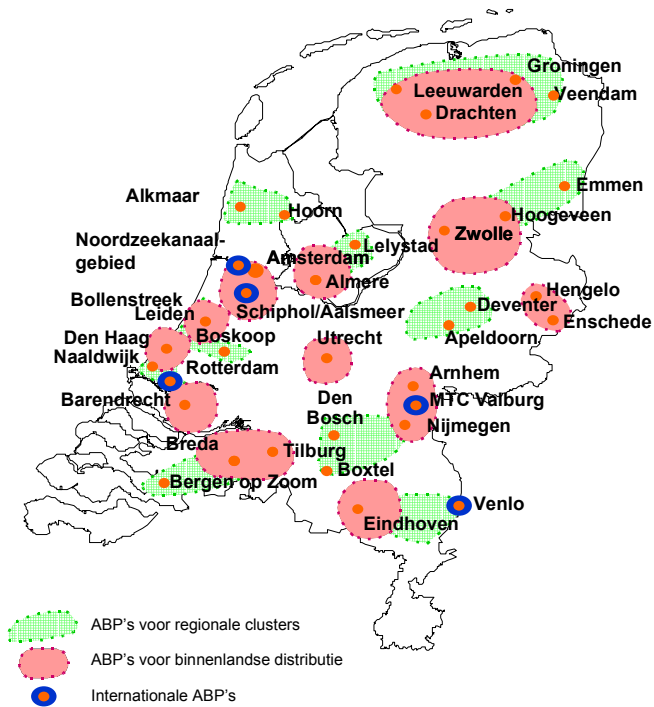 Groningen
Leeuwarden
Veendam
Drachten
Emmen
Alkmaar
Hoorn
Hoogeveen
Noordzeekanaal-
gebied
Zwolle
Lelystad
Amsterdam
Almere
Hengelo
Bollenstreek
Leiden
Schiphol/Aalsmeer
Deventer
Enschede
Den Haag
Boskoop
Utrecht
Apeldoorn
Naaldwijk
Rotterdam
Arnhem
Barendrecht
Den
Bosch
MTC Valburg
Nijmegen
Breda
Tilburg
Boxtel
Bergen op Zoom
Venlo
Eindhoven
ABP's voor regionale clusters
ABP's voor binnenlandse distributie
Internationale ABP's